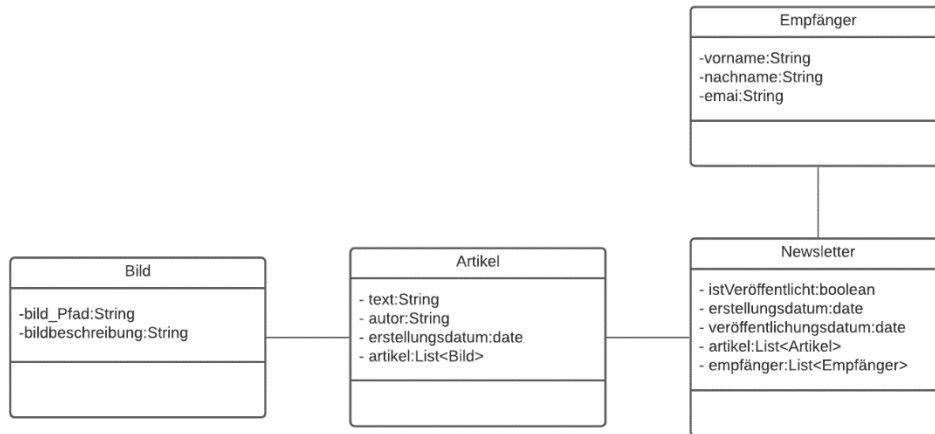 Empfänger
-vorname:String
-nachname:String
-emai:String
Bild
-bild_Pfad:String
-bildbeschreibung:String
Artikel
- text:String
- autor:String
- erstellungsdatum:date
- artikel:List<Bild>
Newsletter
- istVeröffentlicht:boolean
- erstellungsdatum:date
- veröffentlichungsdatum:date
- artikel:List<Artikel>
- empfänger:List<Empfänger>